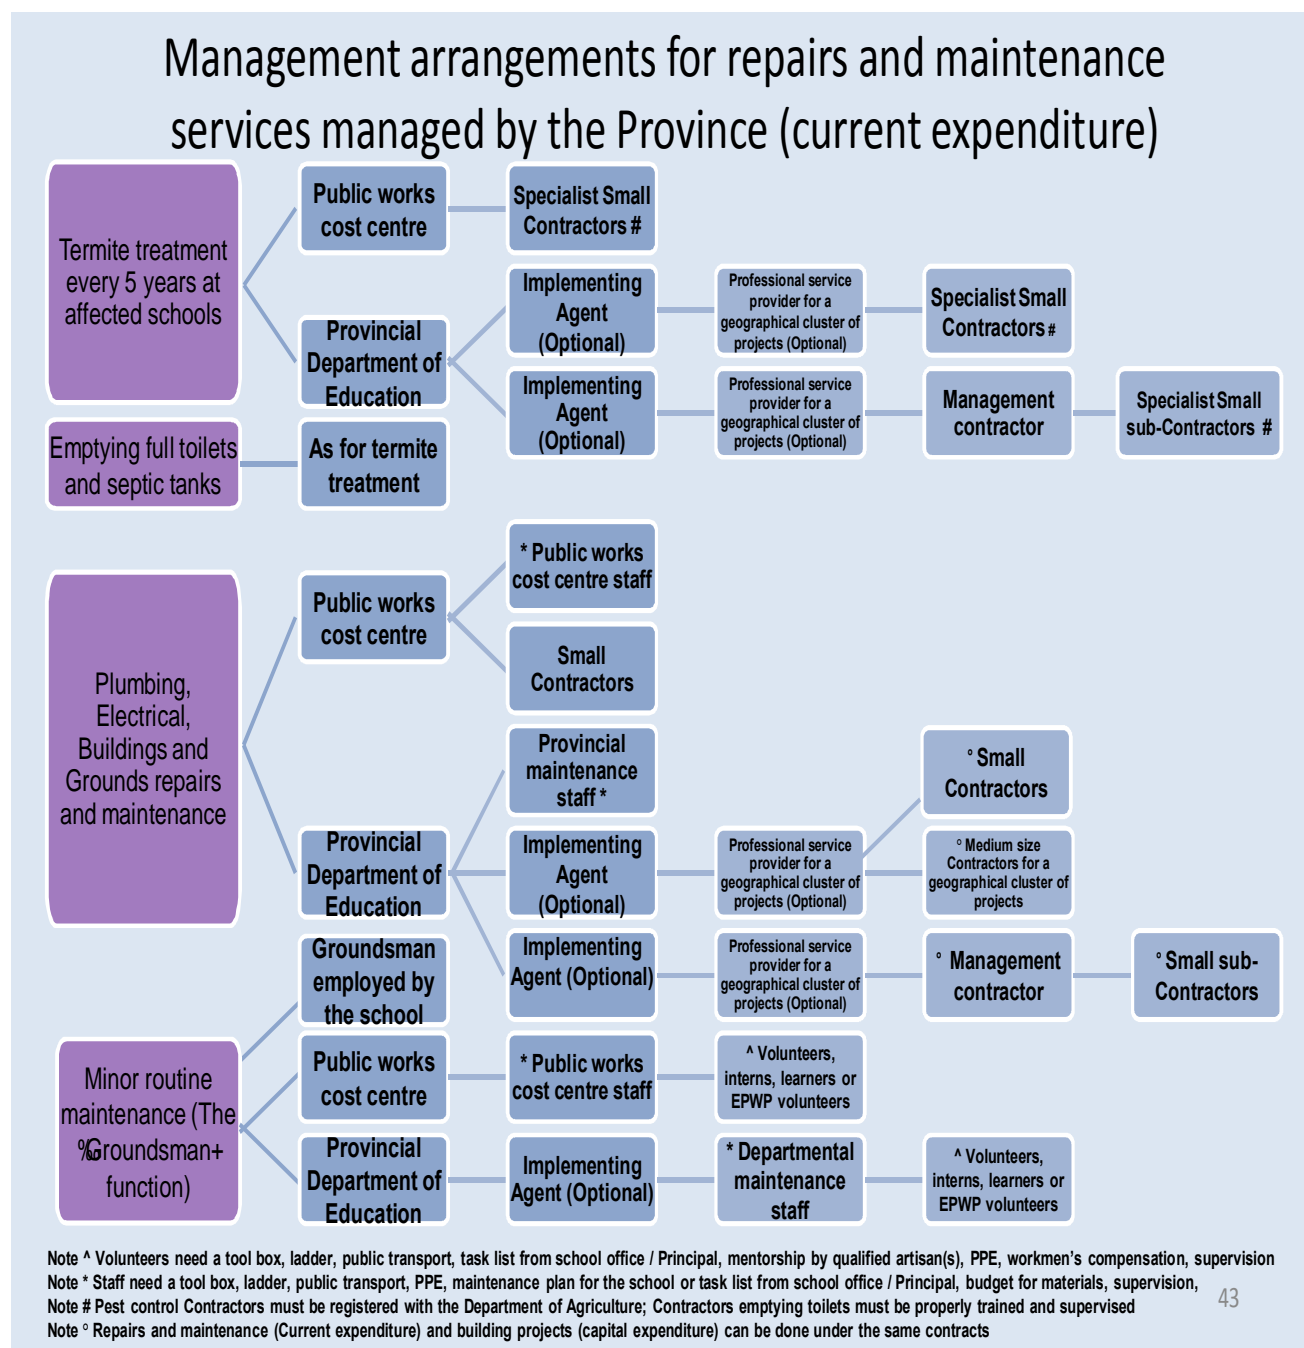 Management arrangements for repairs and maintenance
services managed by the Province (current expenditure)
Termite treatment
every 5 years at
affected schools
Public works
cost centre
Specialist Small
Contractors #
Provincial
Department of
Education
Implementing
Agent
(Optional)
Professional service
provider for a
geographical cluster of
projects (Optional)
Specialist Small
Contractors #
Implementing
Agent
(Optional)
Professional service
provider for a
geographical cluster of
projects (Optional)
Management
contractor
Specialist Small
sub-Contractors #
Emptying full toilets
and septic tanks
As for termite
treatment
Plumbing,
Electrical,
Buildings and
Grounds repairs
and maintenance
Public works
cost centre
* Public works
cost centre staff
Small
Contractors
Provincial
Department of
Education
Provincial
maintenance
staff *
Implementing
Agent
(Optional)
Professional service
provider for a
geographical cluster of
projects (Optional)
° Small
Contractors
° Medium size
Contractors for a
geographical cluster of
projects
Implementing
Agent (Optional)
Professional service
provider for a
geographical cluster of
projects (Optional)
° Management
contractor
° Small sub-
Contractors
Minor routine
maintenance (The
‰Groundsman+
function)
Groundsman
employed by
the school
Public works
cost centre
* Public works
cost centre staff
^ Volunteers,
interns, learners or
EPWP volunteers
Provincial
Department of
Education
Implementing
Agent (Optional)
* Departmental
maintenance
staff
^ Volunteers,
interns, learners or
EPWP volunteers
Note ^ Volunteers need a tool box, ladder, public transport, task list from school office / Principal, mentorship by qualified artisan(s), PPE, workmen's compensation, supervision
Note * Staff need a tool box, ladder, public transport, PPE, maintenance plan for the school or task list from school office / Principal, budget for materials, supervision,
Note # Pest control Contractors must be registered with the Department of Agriculture; Contractors emptying toilets must be properly trained and supervised
Note ° Repairs and maintenance (Current expenditure) and building projects (capital expenditure) can be done under the same contracts
43